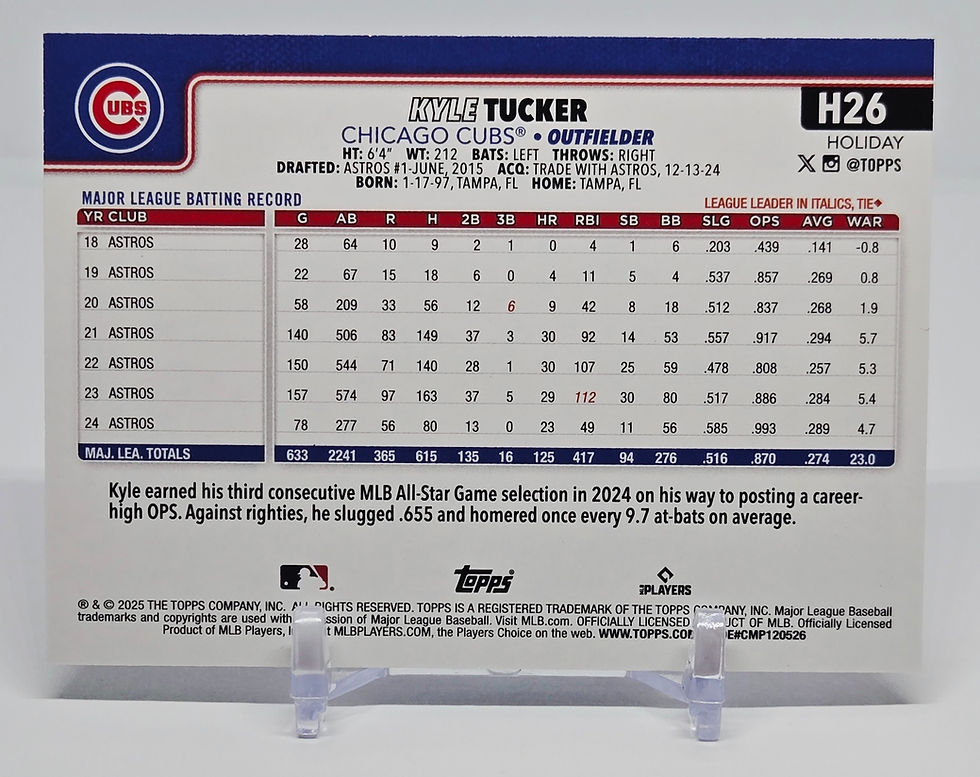 CUBS®
H26
KYLE TUCKER
CHICAGO CUBS® • OUTFIELDER
HOLIDAY
HT: 6'4" WT: 212 BATS: LEFT THROWS: RIGHT
@TOPPS
DRAFTED: ASTROS #1-JUNE, 2015 ACQ: TRADE WITH ASTROS, 12-13-24
BORN: 1-17-97, TAMPA, FL HOME: TAMPA, FL
MAJOR LEAGUE BATTING RECORD
LEAGUE LEADER IN ITALICS, TIE♦
YR CLUB G AB R H 2B 3B HR RBI SB BB SLG OPS AVG WAR
18 ASTROS 28 64 10 9 2 1 0 4 1 6 .203 .439 .141 -0.8
19 ASTROS 22 67 15 18 6 0 4 11 5 4 .537 .857 .269 0.8
20 ASTROS 58 209 33 56 12 6 9 42 8 18 .512 .837 .268 1.9
21 ASTROS 140 506 83 149 37 3 30 92 14 53 .557 .917 .294 5.7
22 ASTROS 150 544 71 140 28 1 30 107 25 59 .478 .808 .257 5.3
23 ASTROS 157 574 97 163 37 5 29 112 30 80 .517 .886 .284 5.4
24 ASTROS 78 277 56 80 13 0 23 49 11 56 .585 .993 .289 4.7
MAJ. LEA. TOTALS 633 2241 365 615 135 16 125 417 94 276 .516 .870 .274 23.0
Kyle earned his third consecutive MLB All-Star Game selection in 2024 on his way to posting a career-
high OPS. Against righties, he slugged .655 and homered once every 9.7 at-bats on average.
Topps®
PLAYERS
® & © 2025 THE TOPPS COMPANY, INC. ALL RIGHTS RESERVED. TOPPS IS A REGISTERED TRADEMARK OF THE TOPPS COMPANY, INC. Major League Baseball
trademarks and copyrights are used with ssion of Major League Baseball. Visit MLB.com. OFFICIALLY LICENSED PRODUCT OF MLB. Officially Licensed
Product of MLB Players, at MLBPLAYERS.COM, the Players Choice on the web. WWW.TOPPS.CO DE#CMP120526